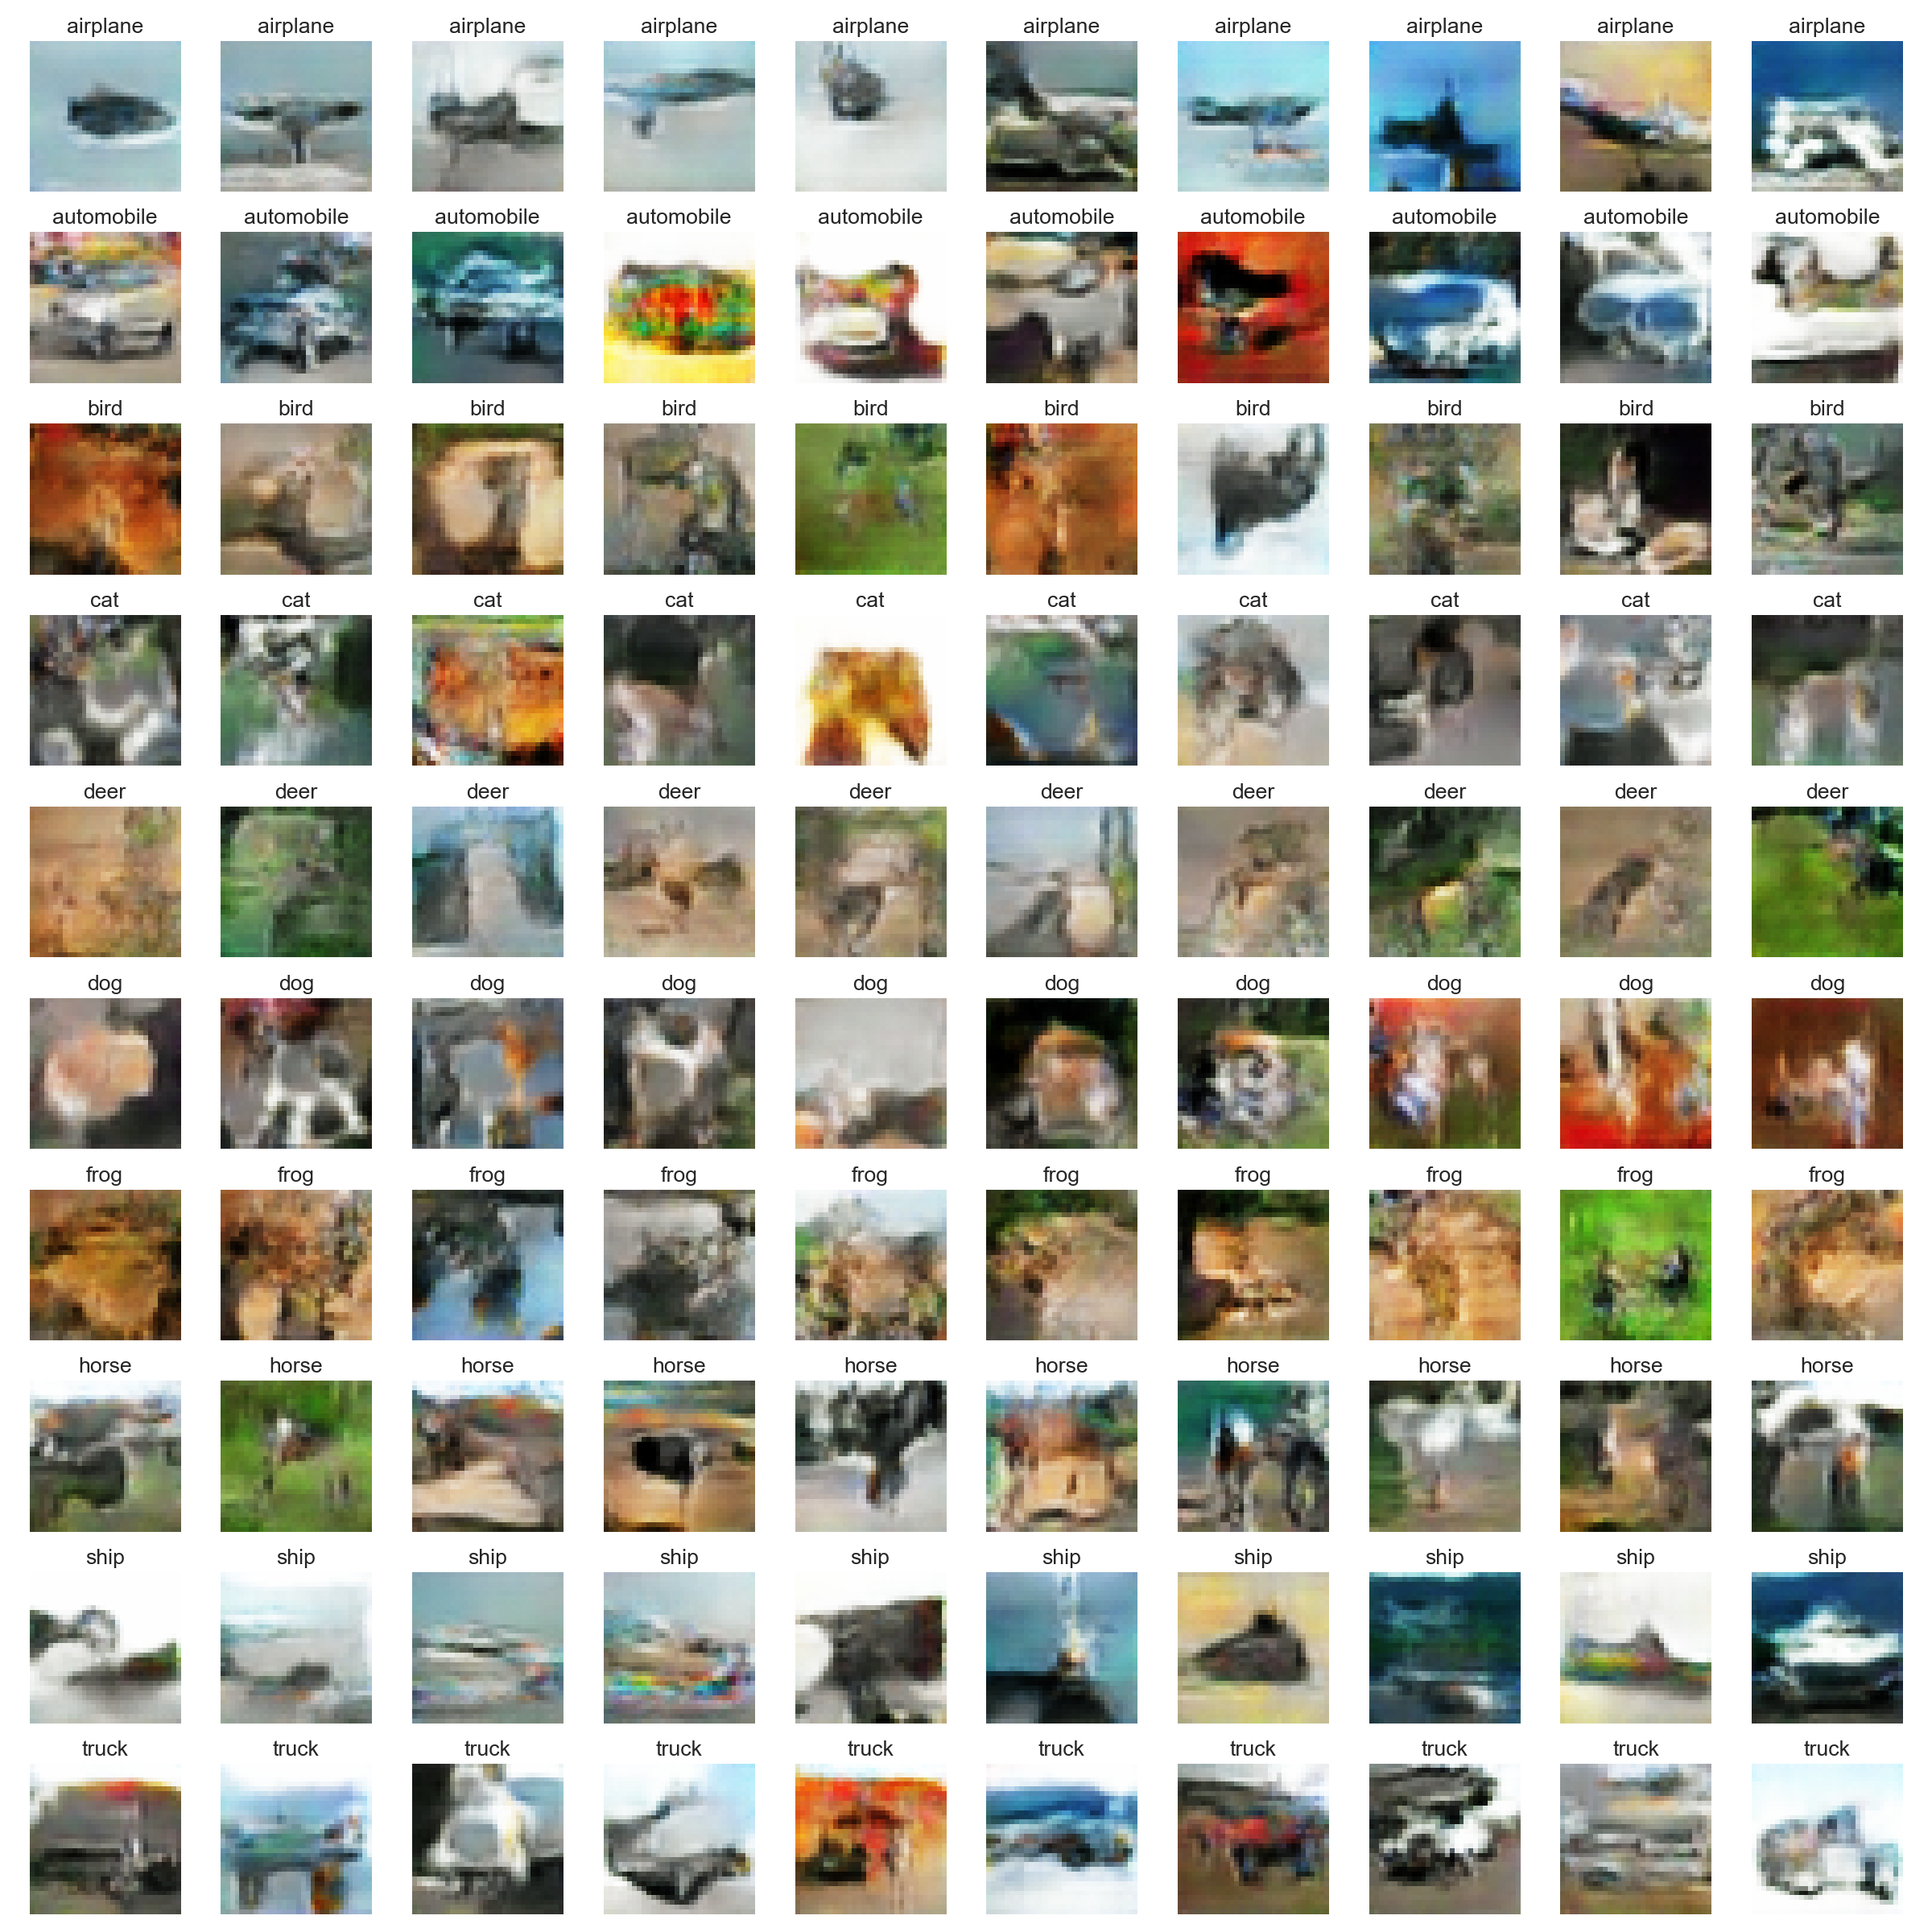 airplane airplane airplane airplane airplane airplane airplane airplane airplane airplane
automobile automobile automobile automobile automobile automobile automobile automobile automobile automobile
bird bird bird bird bird bird bird bird bird bird
cat cat cat cat cat cat cat cat cat cat
deer deer deer deer deer deer deer deer deer deer
dog dog dog dog dog dog dog dog dog dog
frog frog frog frog frog frog frog frog frog frog
horse horse horse horse horse horse horse horse horse horse
ship ship ship ship ship ship ship ship ship ship
truck truck truck truck truck truck truck truck truck truck